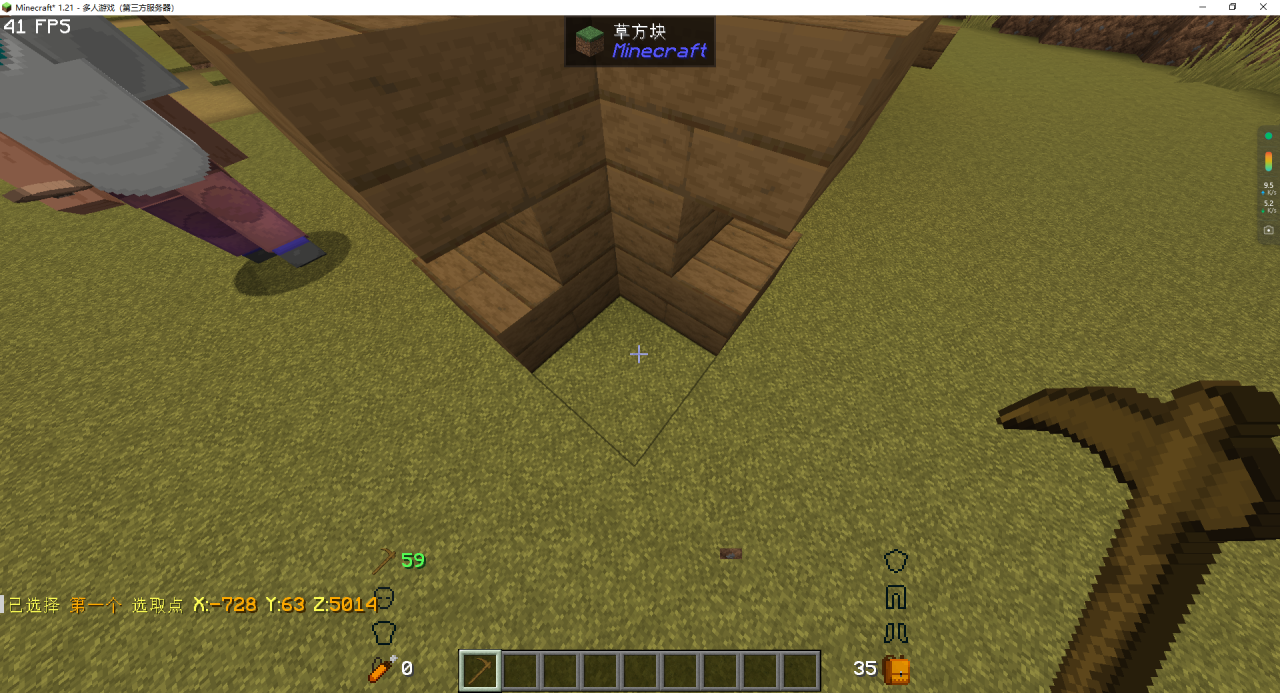 Minecraft* 1.21 - 多人游戏（第三方服务器）
41 FPS
草方块
Minecraft
9.5
K/s
5.2
K/s
59
已选择 第一个 选取点 X:-728 Y:63 Z:5014
0
35